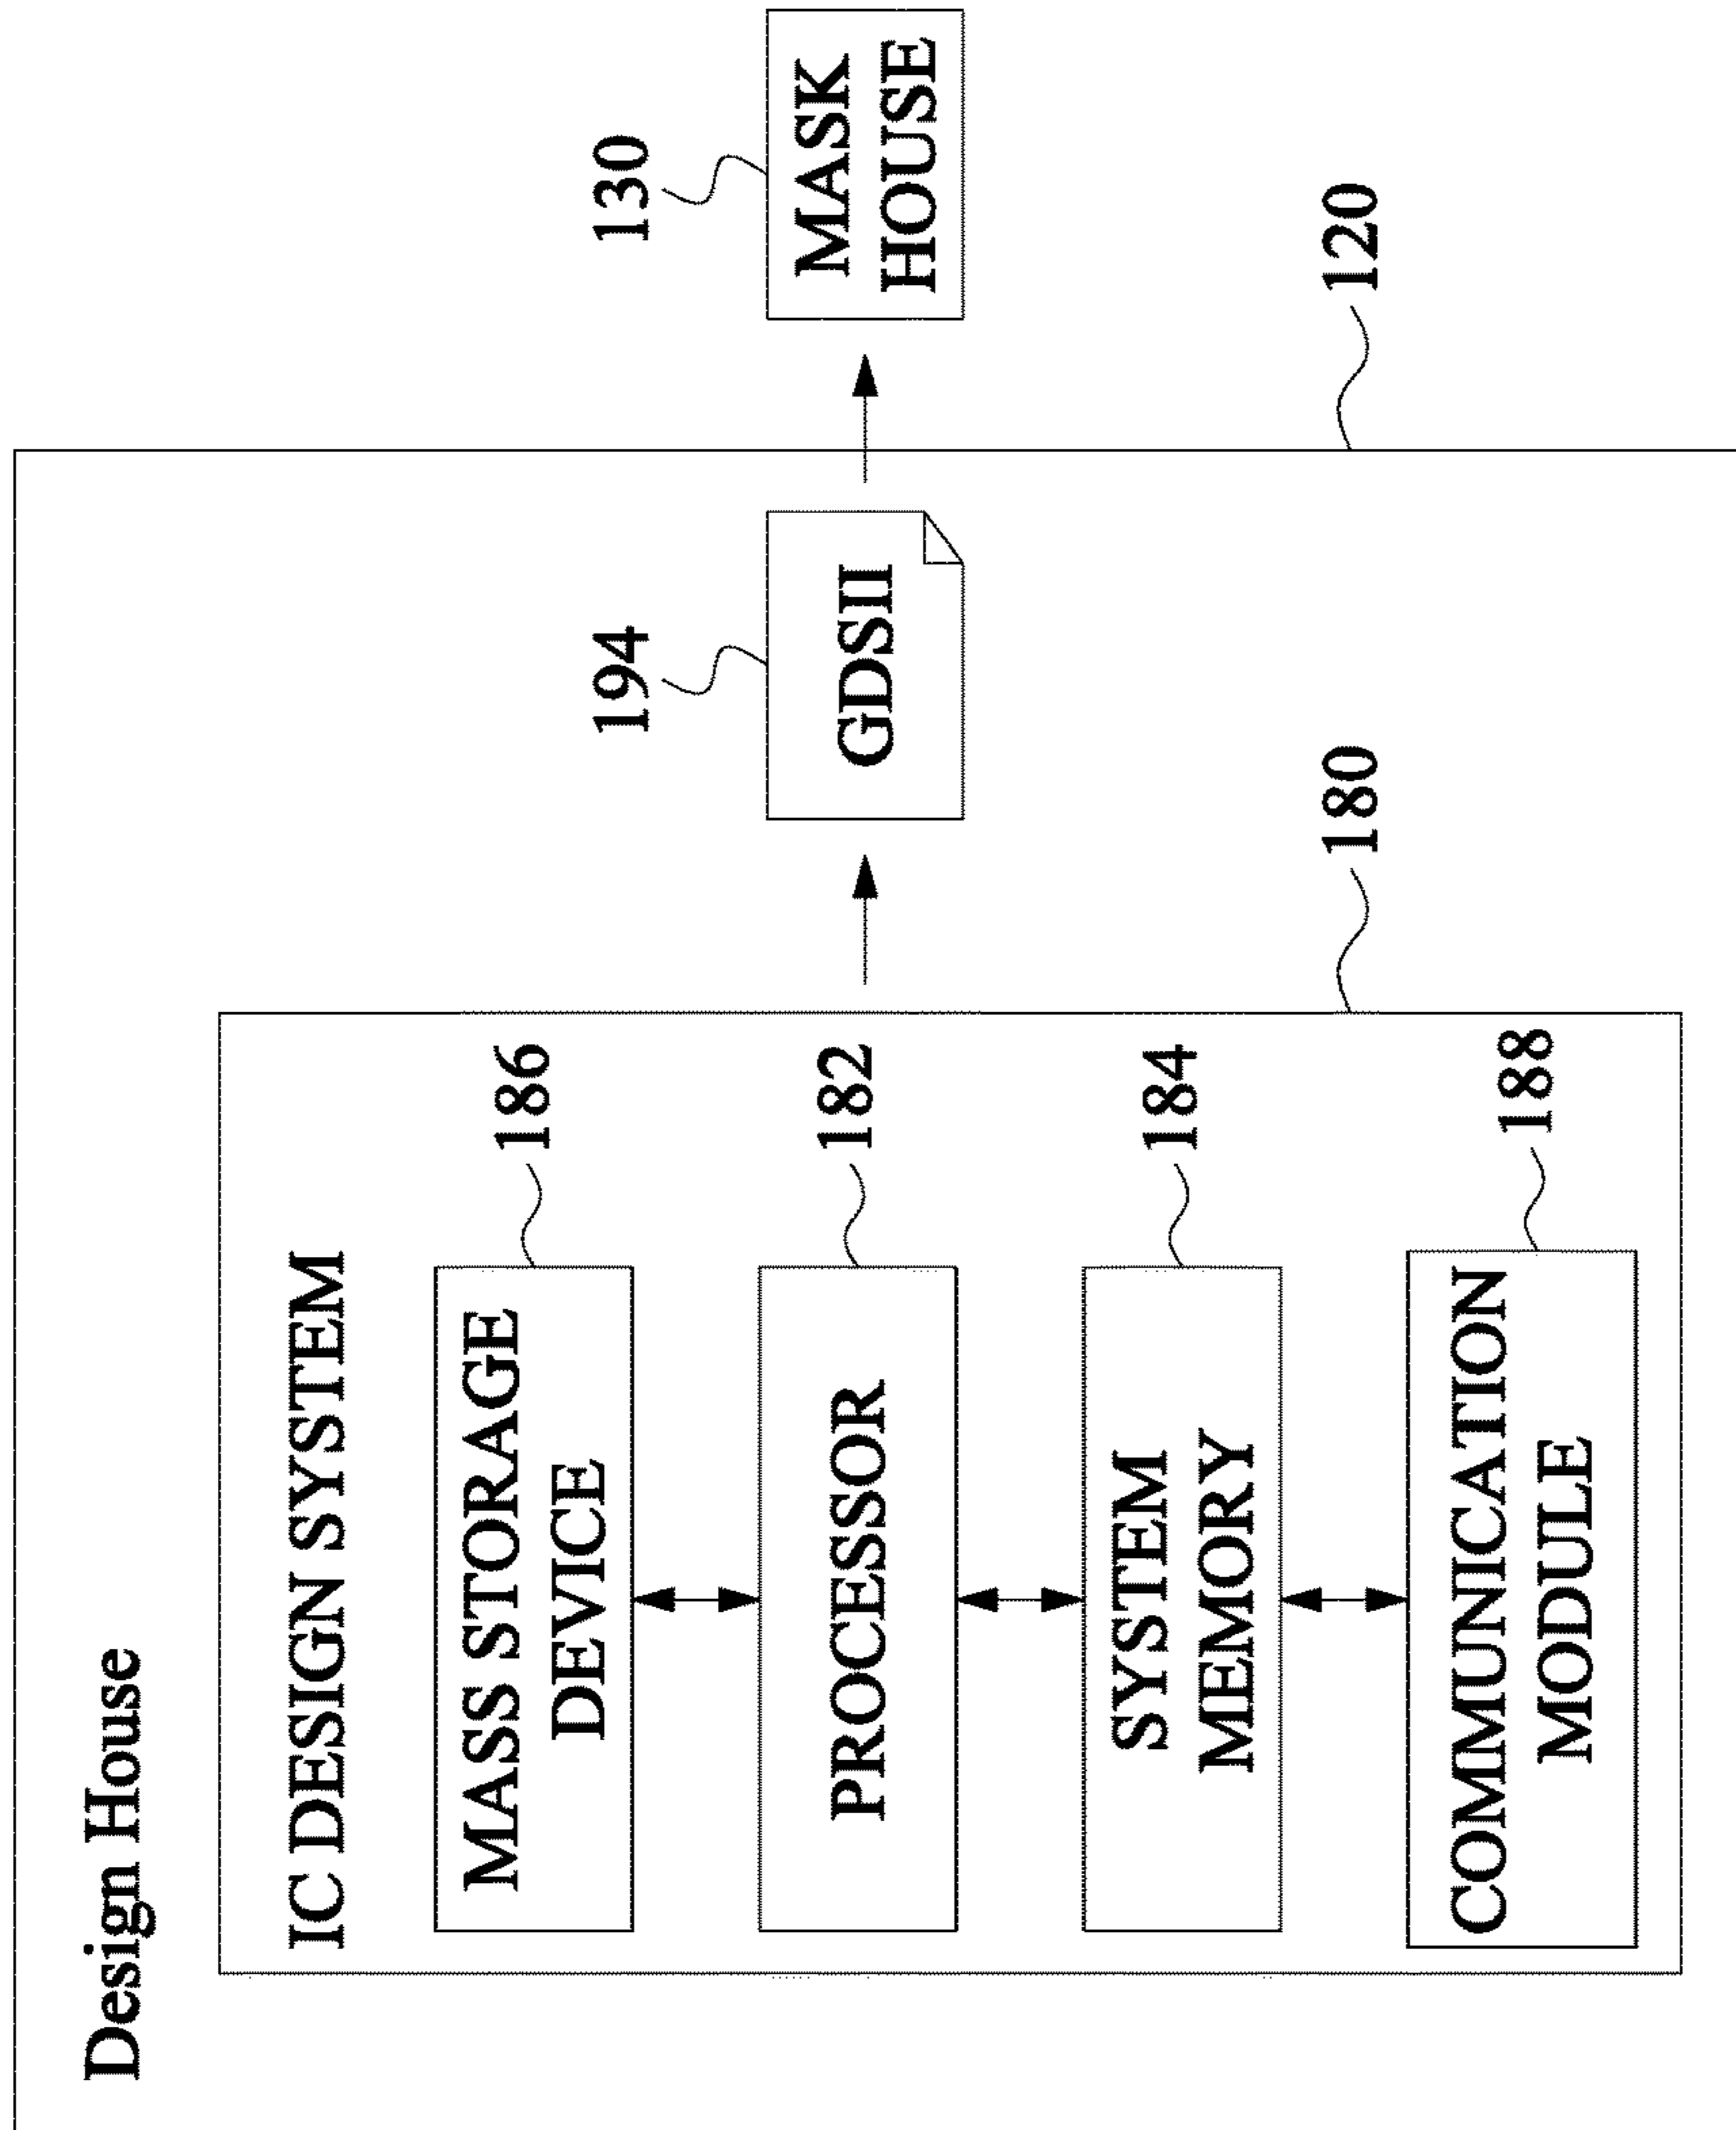 Design House
IC DESIGN SYSTEM
MASS STORAGE
DEVICE
186
PROCESSOR
182
SYSTEM
MEMORY
184
COMMUNICATION
MODULE
188
180
194
GDSII
130
MASK
HOUSE
120